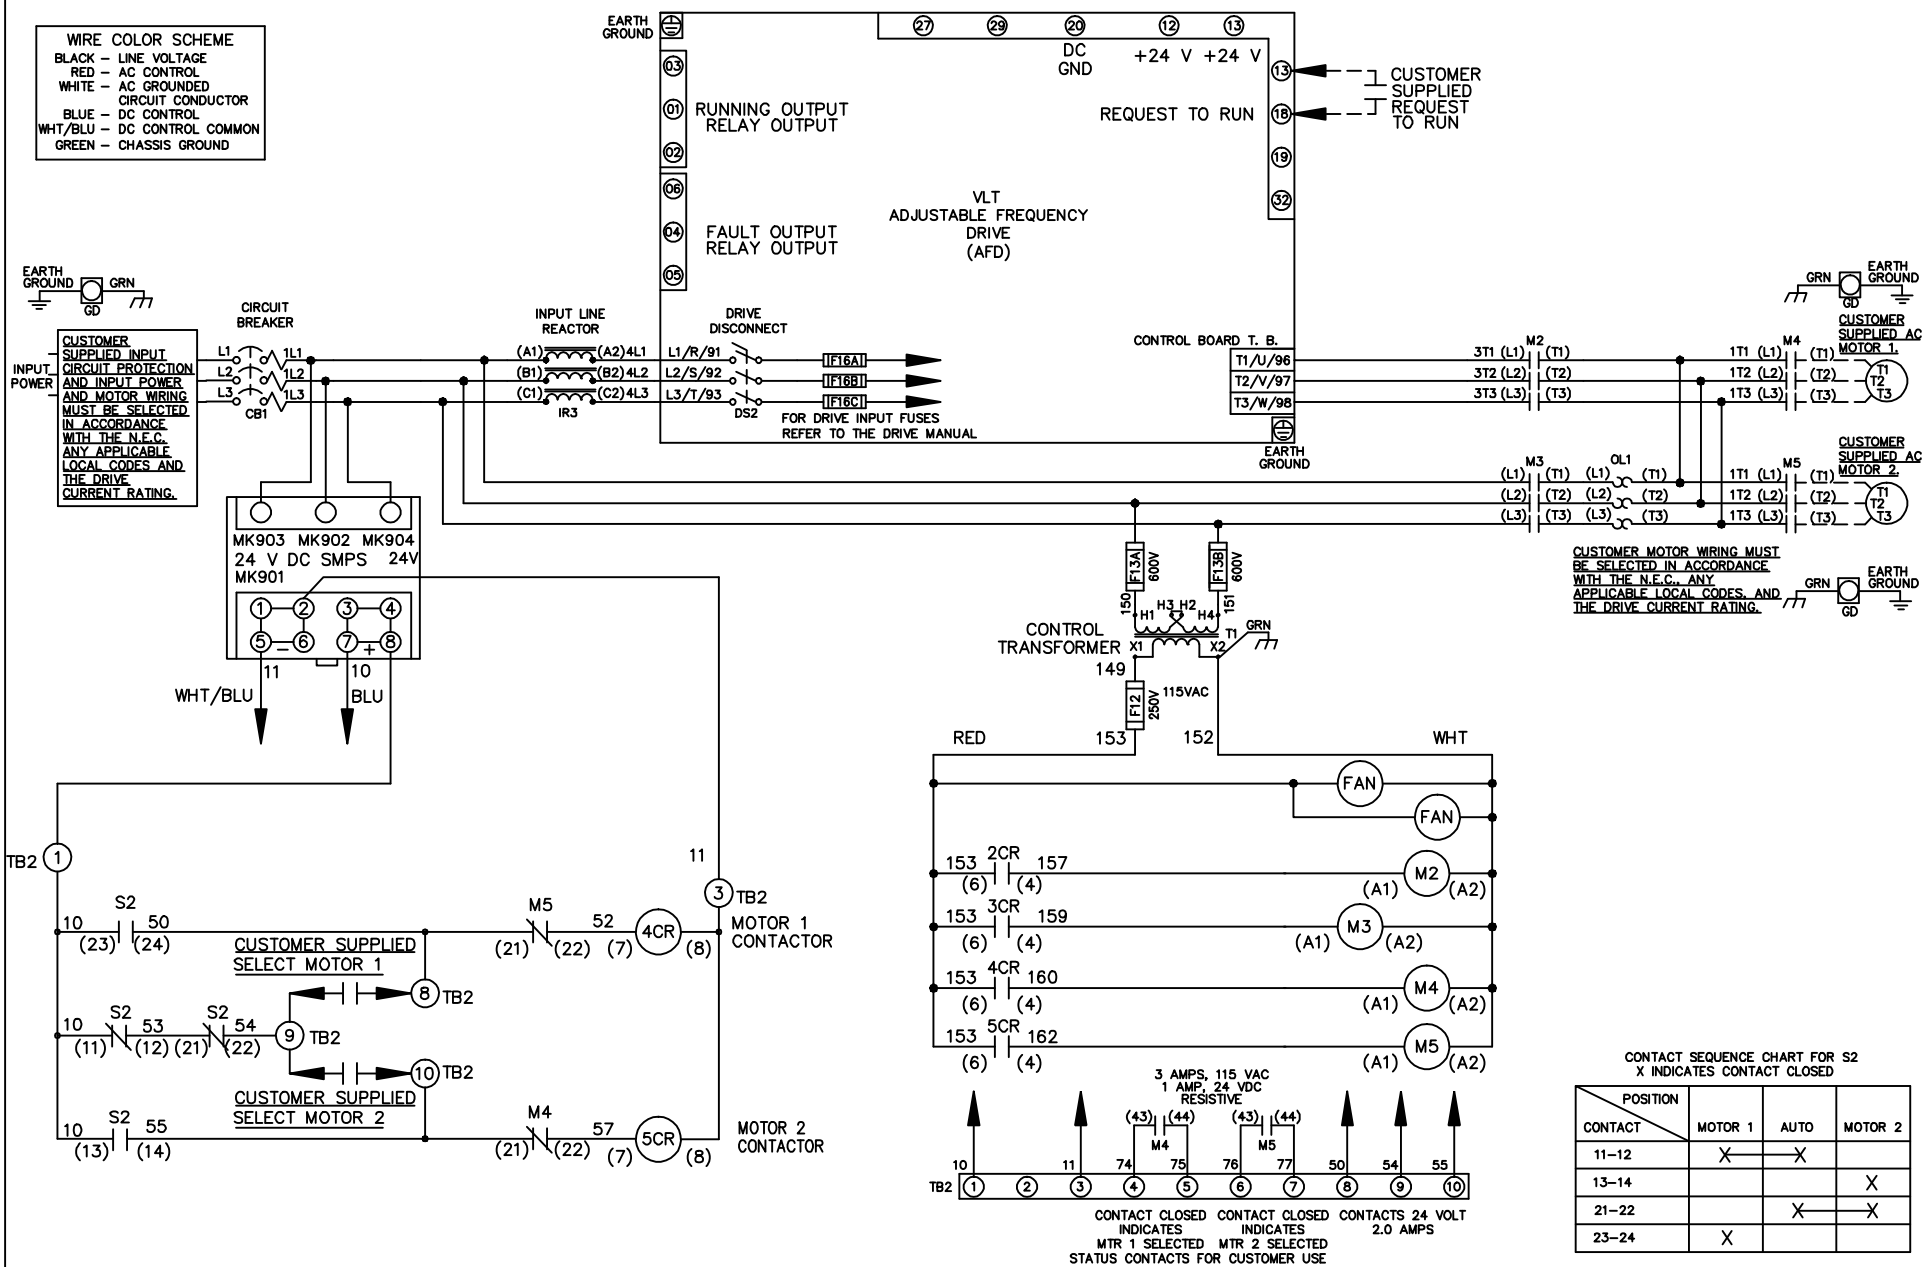 WIRE COLOR SCHEME
BLACK – LINE VOLTAGE
RED – AC CONTROL
WHITE – AC GROUNDED
CIRCUIT CONDUCTOR
BLUE – DC CONTROL
WHT/BLU – DC CONTROL COMMON
GREEN – CHASSIS GROUND
EARTH
GROUND
27 29 20 12 13
DC
GND
+24 V +24 V
03
01
02
RUNNING OUTPUT
RELAY OUTPUT
06
04
05
FAULT OUTPUT
RELAY OUTPUT
13
18
19
32
REQUEST TO RUN
CUSTOMER
SUPPLIED
REQUEST
TO RUN
VLT
ADJUSTABLE FREQUENCY
DRIVE
(AFD)
EARTH
GROUND
GRN
GD
INPUT
POWER
CUSTOMER
SUPPLIED INPUT
CIRCUIT PROTECTION
AND INPUT POWER
AND MOTOR WIRING
MUST BE SELECTED
IN ACCORDANCE
WITH THE N.E.C.
ANY APPLICABLE
LOCAL CODES AND
THE DRIVE
CURRENT RATING.
CIRCUIT
BREAKER
L1 1L1
L2 1L2
L3 1L3
CB1
INPUT LINE
REACTOR
(A1) (A2) 4L1
(B1) (B2) 4L2
(C1) (C2) 4L3
IR3
DRIVE
DISCONNECT
L1/R/91
L2/S/92
L3/T/93
DS2
F16A
F16B
F16C
FOR DRIVE INPUT FUSES
REFER TO THE DRIVE MANUAL
CONTROL BOARD T. B.
T1/U/96
T2/V/97
T3/W/98
EARTH
GROUND
M2
3T1 (L1) (T1)
3T2 (L2) (T2)
3T3 (L3) (T3)
M4
1T1 (L1) (T1)
1T2 (L2) (T2)
1T3 (L3) (T3)
GRN
GD
EARTH
GROUND
CUSTOMER
SUPPLIED AC
MOTOR 1.
T1
T2
T3
M3
(L1) (T1)
(L2) (T2)
(L3) (T3)
OL1
(L1) (T1)
(L2) (T2)
(L3) (T3)
M5
1T1 (L1) (T1)
1T2 (L2) (T2)
1T3 (L3) (T3)
CUSTOMER
SUPPLIED AC
MOTOR 2.
T1
T2
T3
CUSTOMER MOTOR WIRING MUST
BE SELECTED IN ACCORDANCE
WITH THE N.E.C., ANY
APPLICABLE LOCAL CODES, AND
THE DRIVE CURRENT RATING.
GRN
GD
EARTH
GROUND
MK903 MK902 MK904
24 V DC SMPS 24V
MK901
1 2 3 4
5 – 6 7 + 8
11 10
WHT/BLU BLU
F13A 600V
F13B 600V
150 151
H1 H3 H2 H4
CONTROL
TRANSFORMER
X1 X2
T1
GRN
149
F12 250V
115VAC
153 152
RED WHT
FAN
FAN
153 2CR 157
(6) (4)
(A1) M2 (A2)
153 3CR 159
(6) (4)
(A1) M3 (A2)
153 4CR 160
(6) (4)
(A1) M4 (A2)
153 5CR 162
(6) (4)
(A1) M5 (A2)
TB2 1
11
3 TB2
10 S2 50
(23) (24)
CUSTOMER SUPPLIED
SELECT MOTOR 1
M5
(21) (22)
52
(7) 4CR (8)
MOTOR 1
CONTACTOR
8 TB2
10 S2 53 S2 54
(11) (12) (21) (22)
9 TB2
10 TB2
CUSTOMER SUPPLIED
SELECT MOTOR 2
10 S2 55
(13) (14)
M4
(21) (22)
57
(7) 5CR (8)
MOTOR 2
CONTACTOR
3 AMPS, 115 VAC
1 AMP, 24 VDC
RESISTIVE
(43) (44) (43) (44)
M4 M5
10 11 74 75 76 77 50 54 55
TB2 1 2 3 4 5 6 7 8 9 10
CONTACT CLOSED
INDICATES
MTR 1 SELECTED
CONTACT CLOSED
INDICATES
MTR 2 SELECTED
CONTACTS 24 VOLT
2.0 AMPS
STATUS CONTACTS FOR CUSTOMER USE
CONTACT SEQUENCE CHART FOR S2
X INDICATES CONTACT CLOSED
POSITION
CONTACT MOTOR 1 AUTO MOTOR 2
11–12 X X
13–14 X
21–22 X X
23–24 X